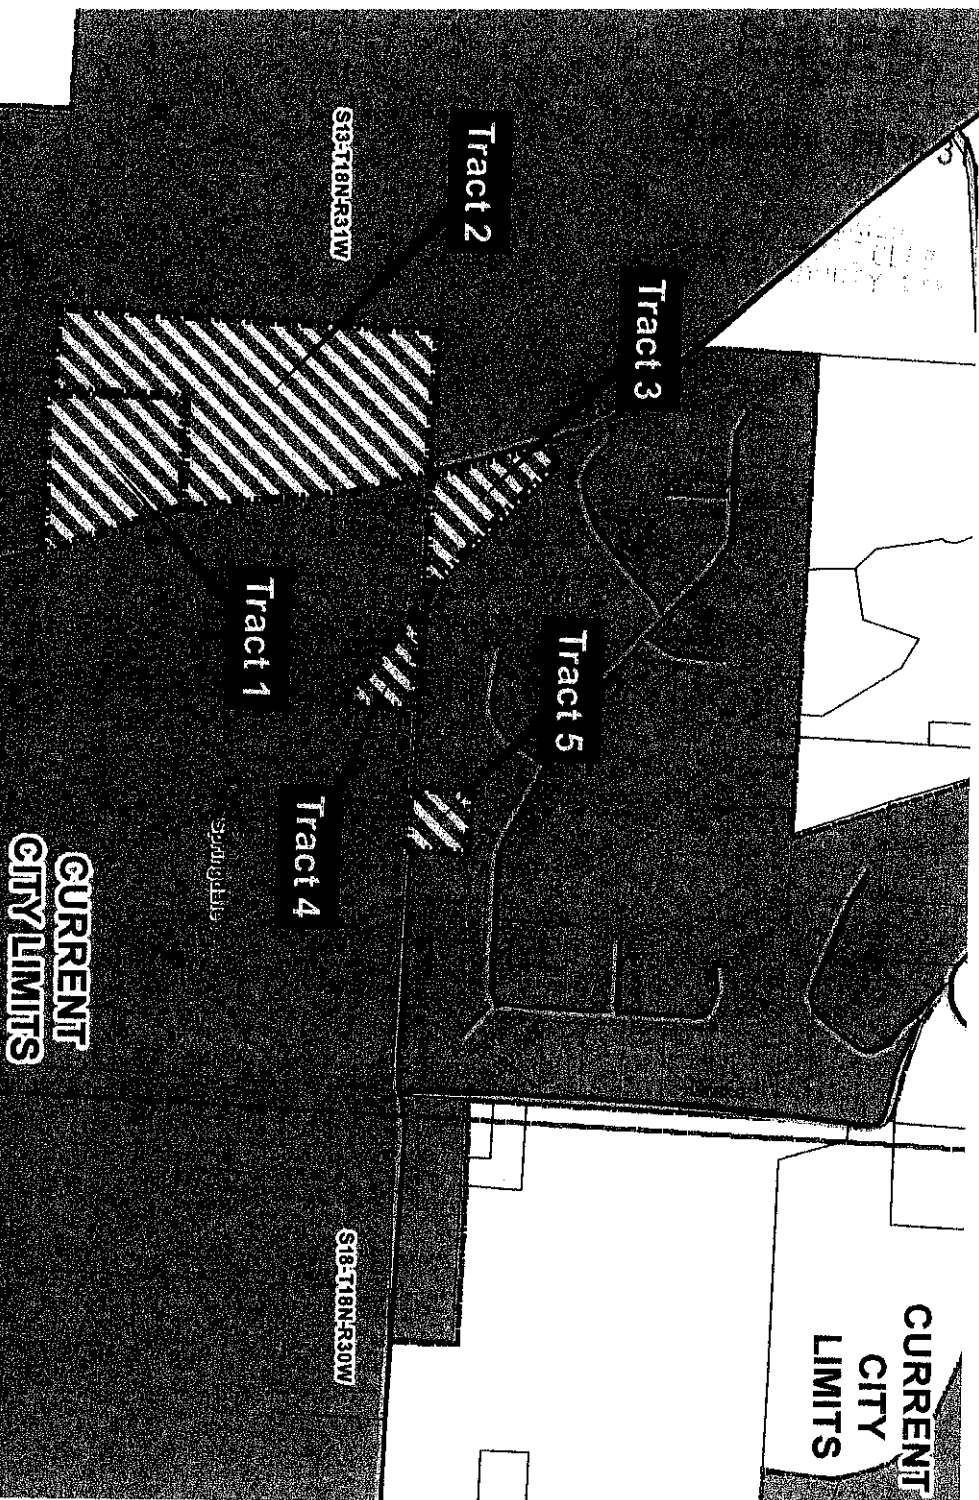 CURRENT
CITY
LIMITS
Tract 3
Tract 2
Tract 5
S13-T18N-R31W
S18-T18N-R30W
Tract 4
Tract 1
Springdale
CURRENT
CITY LIMITS